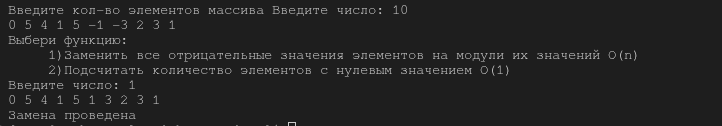 Введите кол-во элементов массива Введите число: 10
0 5 4 1 5 -1 -3 2 3 1
Выбери функцию:
1)Заменить все отрицательные значения элементов на модули их значений O(n)
2)Подсчитать количество элементов с нулевым значением O(1)
Введите число: 1
0 5 4 1 5 1 3 2 3 1
Замена проведена